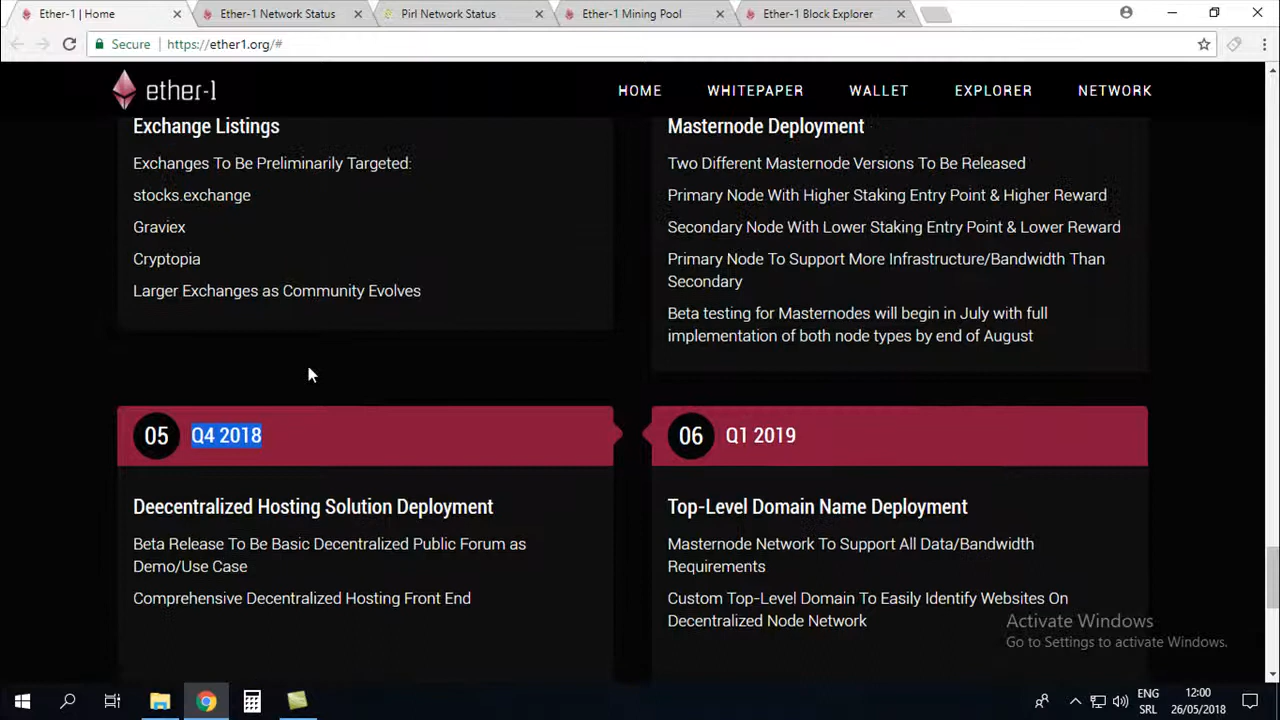 Ether-1 | Home
Ether-1 Network Status
Pirl Network Status
Ether-1 Mining Pool
Ether-1 Block Explorer
Secure
https://ether1.org/#
ether-1
HOME
WHITEPAPER
WALLET
EXPLORER
NETWORK
Exchange Listings
Exchanges To Be Preliminarily Targeted:
stocks.exchange
Graviex
Cryptopia
Larger Exchanges as Community Evolves
Masternode Deployment
Two Different Masternode Versions To Be Released
Primary Node With Higher Staking Entry Point & Higher Reward
Secondary Node With Lower Staking Entry Point & Lower Reward
Primary Node To Support More Infrastructure/Bandwidth Than
Secondary
Beta testing for Masternodes will begin in July with full
implementation of both node types by end of August
05 Q4 2018
Deecentralized Hosting Solution Deployment
Beta Release To Be Basic Decentralized Public Forum as
Demo/Use Case
Comprehensive Decentralized Hosting Front End
06 Q1 2019
Top-Level Domain Name Deployment
Masternode Network To Support All Data/Bandwidth
Requirements
Custom Top-Level Domain To Easily Identify Websites On
Decentralized Node Network
Activate Windows
Go to Settings to activate Windows.
ENG
SRL
12:00
26/05/2018